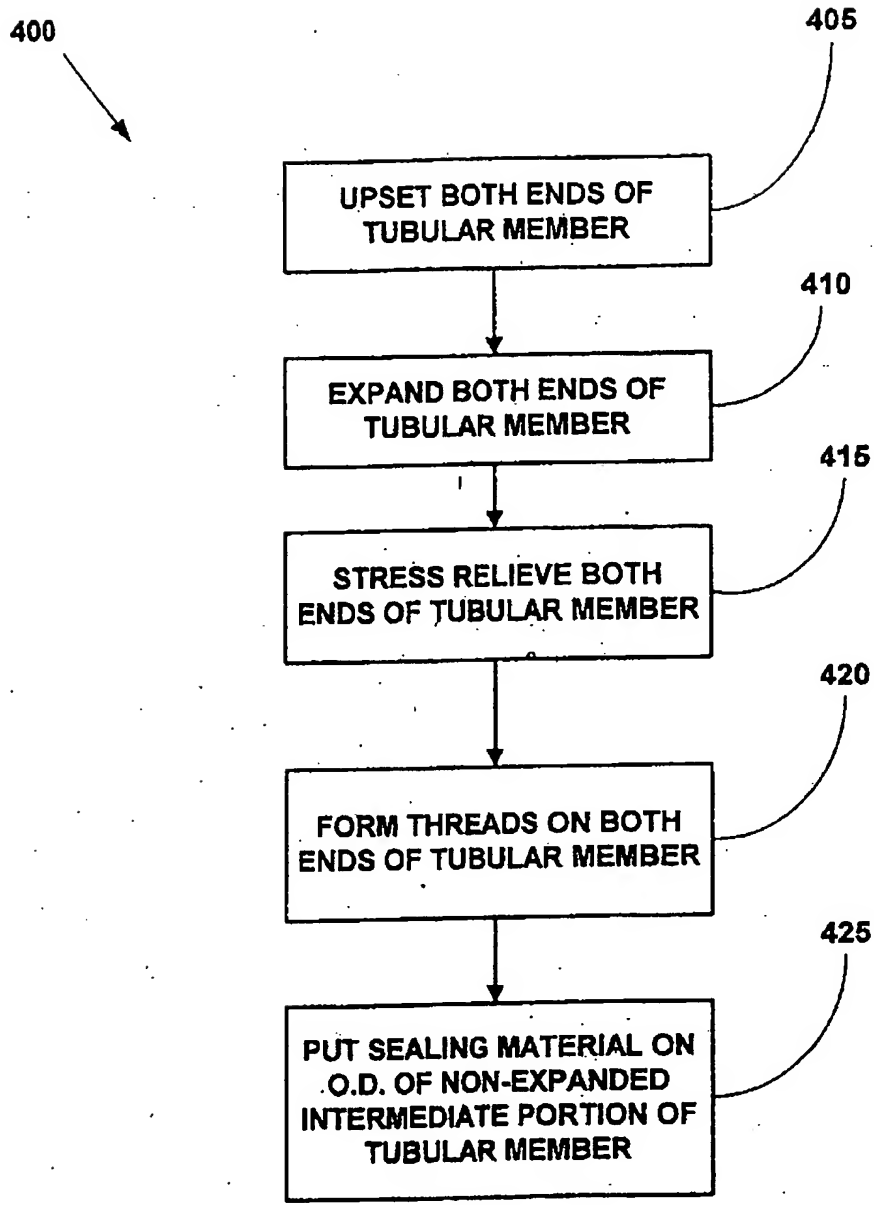 400
405
UPSET BOTH ENDS OF
TUBULAR MEMBER
410
EXPAND BOTH ENDS OF
TUBULAR MEMBER
415
STRESS RELIEVE BOTH
ENDS OF TUBULAR MEMBER
420
FORM THREADS ON BOTH
ENDS OF TUBULAR MEMBER
425
PUT SEALING MATERIAL ON
O.D. OF NON-EXPANDED
INTERMEDIATE PORTION OF
TUBULAR MEMBER